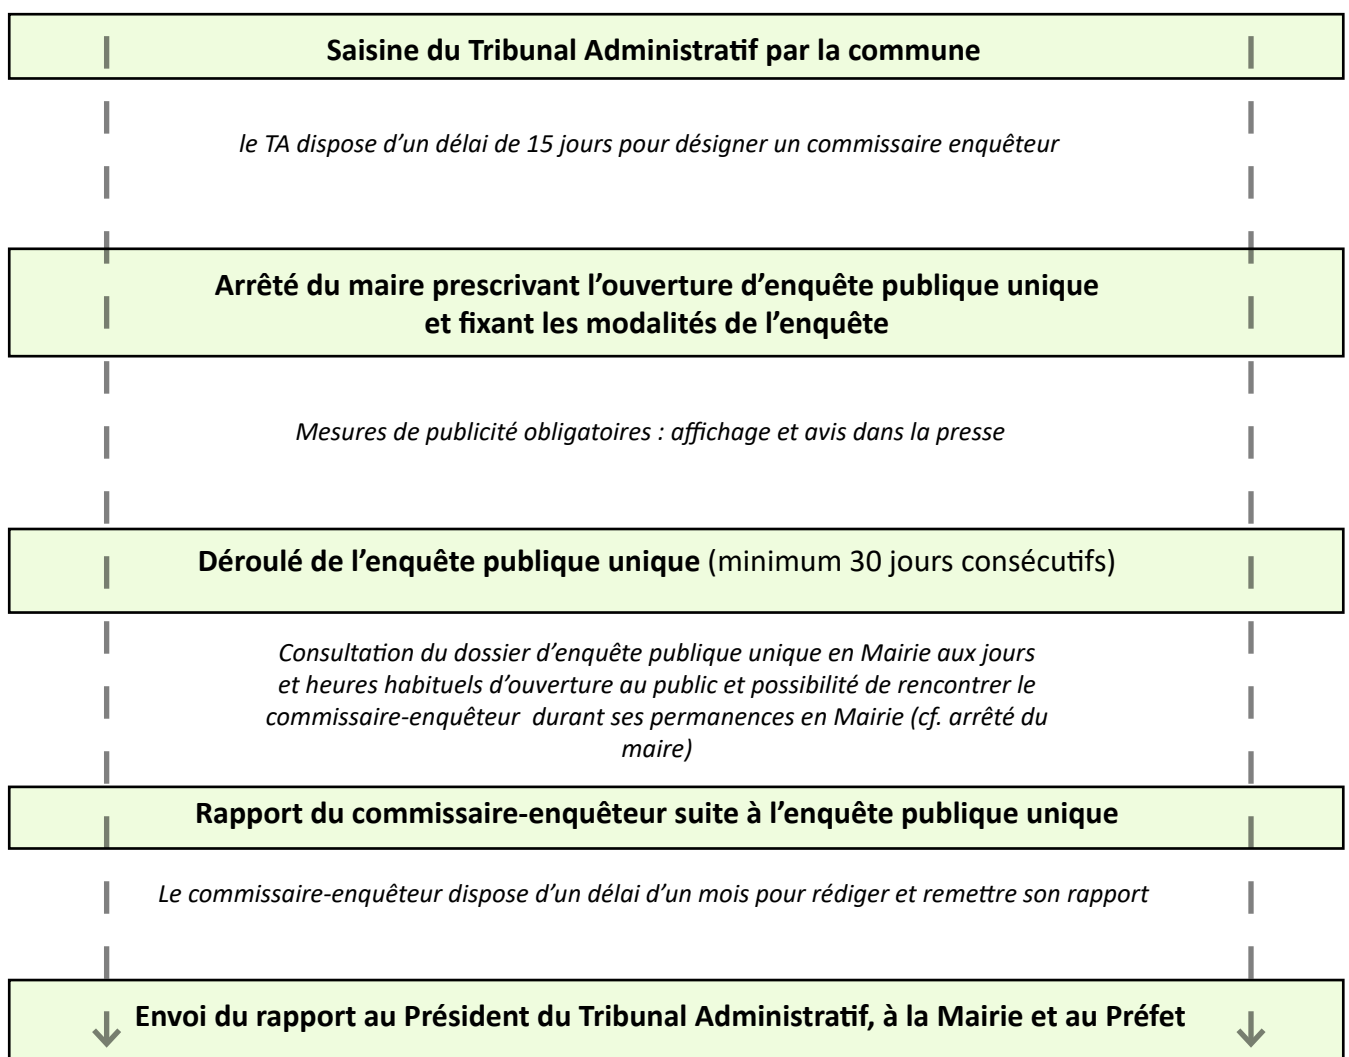 Saisine du Tribunal Administratif par la commune
le TA dispose d’un délai de 15 jours pour désigner un commissaire enquêteur
Arrêté du maire prescrivant l’ouverture d’enquête publique unique
et fixant les modalités de l’enquête
Mesures de publicité obligatoires : affichage et avis dans la presse
Déroulé de l’enquête publique unique (minimum 30 jours consécutifs)
Consultation du dossier d’enquête publique unique en Mairie aux jours
et heures habituels d’ouverture au public et possibilité de rencontrer le
commissaire-enquêteur durant ses permanences en Mairie (cf. arrêté du
maire)
Rapport du commissaire-enquêteur suite à l’enquête publique unique
Le commissaire-enquêteur dispose d’un délai d’un mois pour rédiger et remettre son rapport
Envoi du rapport au Président du Tribunal Administratif, à la Mairie et au Préfet